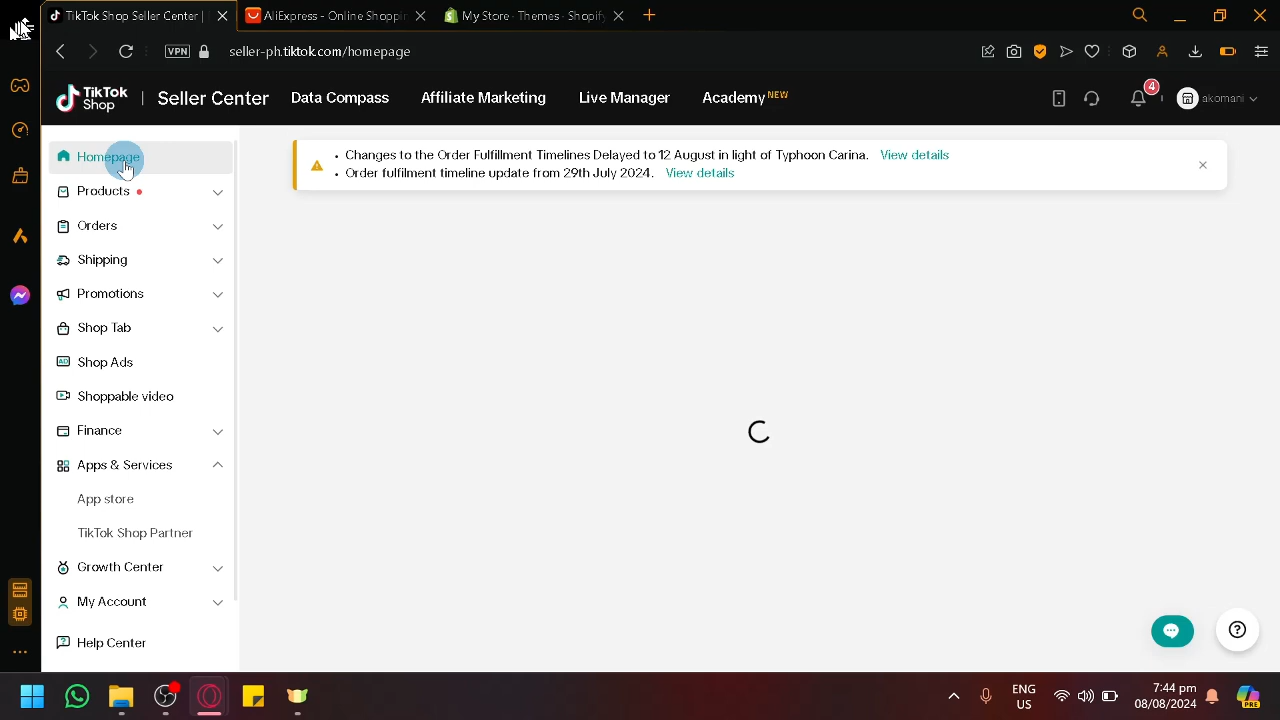 TikTok Shop Seller Center |
AliExpress - Online Shoppin
My Store · Themes · Shopify
VPN
seller-ph.tiktok.com/homepage
TikTok Shop | Seller Center
Data Compass
Affiliate Marketing
Live Manager
Academy NEW
4
akomani
Homepage
Products
Orders
Shipping
Promotions
Shop Tab
AD Shop Ads
Shoppable video
Finance
Apps & Services
App store
TikTok Shop Partner
Growth Center
My Account
Help Center
• Changes to the Order Fulfillment Timelines Delayed to 12 August in light of Typhoon Carina. View details
• Order fulfilment timeline update from 29th July 2024. View details
ENG
US
7:44 pm
08/08/2024
PRE